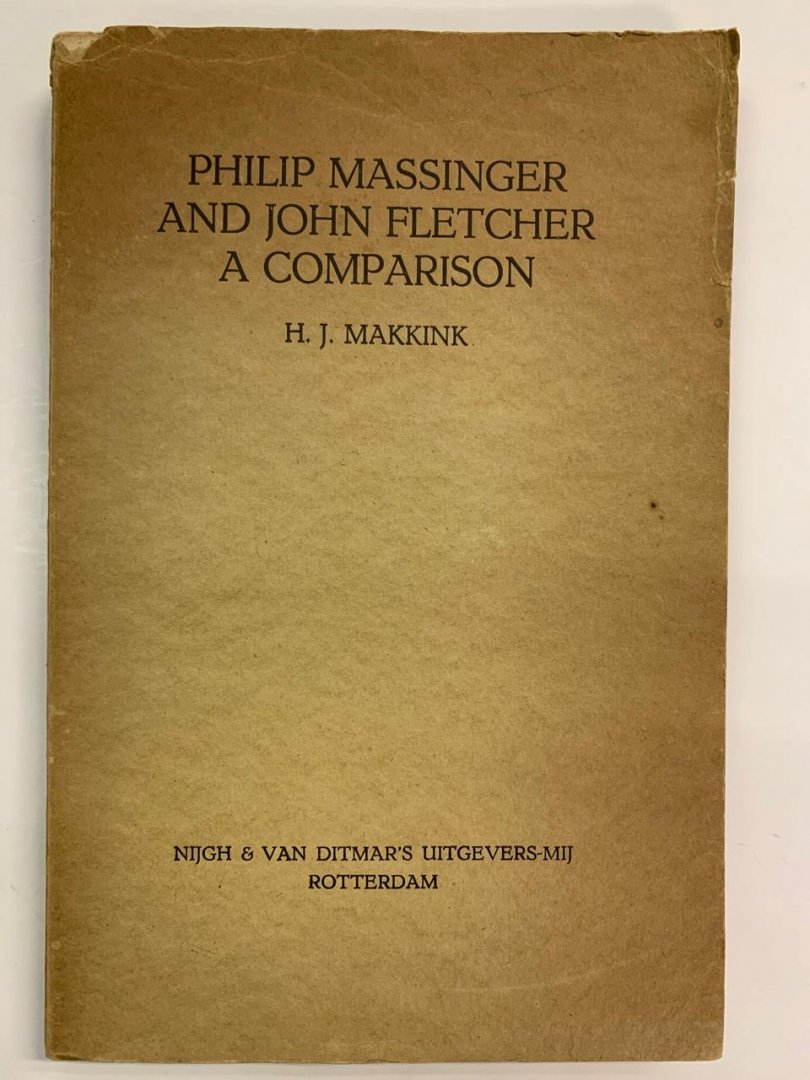 PHILIP MASSINGER
AND JOHN FLETCHER
A COMPARISON
H. J. MAKKINK
NIJGH & VAN DITMAR'S UITGEVERS-MIJ
ROTTERDAM